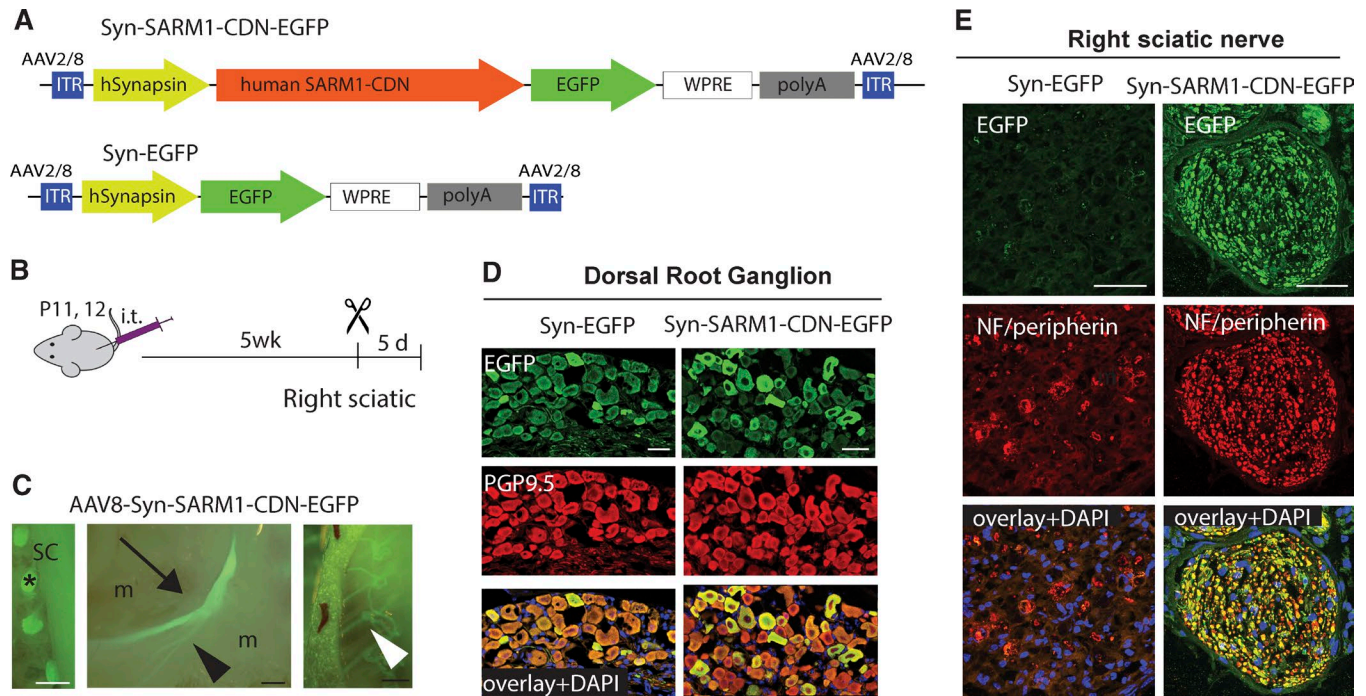 A
Syn-SARM1-CDN-EGFP
AAV2/8
AAV2/8
ITR
hSynapsin
human SARM1-CDN
EGFP
WPRE
polyA
ITR
Syn-EGFP
AAV2/8
AAV2/8
ITR
hSynapsin
EGFP
WPRE
polyA
ITR
B
P11, 12
i.t.
5wk
5 d
Right sciatic
C
AAV8-Syn-SARM1-CDN-EGFP
SC
*
m
m
D
Dorsal Root Ganglion
Syn-EGFP
Syn-SARM1-CDN-EGFP
EGFP
PGP9.5
overlay+DAPI
E
Right sciatic nerve
Syn-EGFP
Syn-SARM1-CDN-EGFP
EGFP
EGFP
NF/peripherin
NF/peripherin
overlay+DAPI
overlay+DAPI